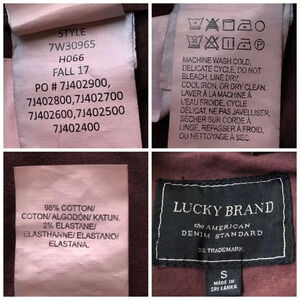 STYLE
7W30965
H066
FALL 17
PO # 7J402900,
7J402800,7J402700
7J402600,7J402500
7J402400
MACHINE WASH COLD,
DELICATE CYCLE, DO NOT
BLEACH, LINE DRY,
COOL IRON, OR DRY CLEAN.
LAVER À LA MACHINE À
L'EAU FROIDE, CYCLE
DÉLICAT, NE PAS JAVELLISER,
SÉCHER SUR CORDE À
LINGE, REPASSER À FROID,
OU NETTOYAGE À SEC.
98% COTTON/
COTON/ALGODÓN/KATUN.
2% ELASTANE/
ELASTHANNE/ELASTANO/
ELASTANA.
LUCKY BRAND
the AMERICAN
DENIM STANDARD
TRADEMARK
S
MADE IN
SRI LANKA